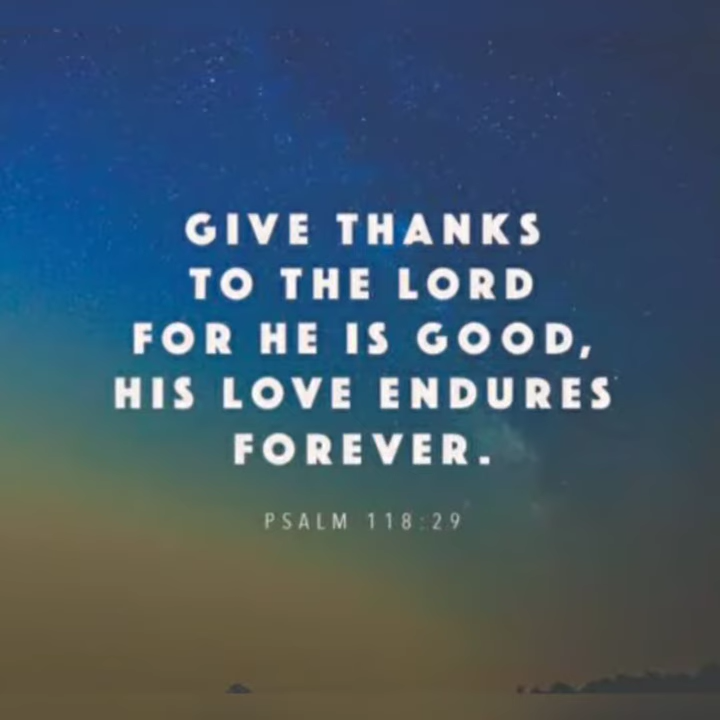 GIVE THANKS
TO THE LORD
FOR HE IS GOOD,
HIS LOVE ENDURES
FOREVER.
PSALM 118:29